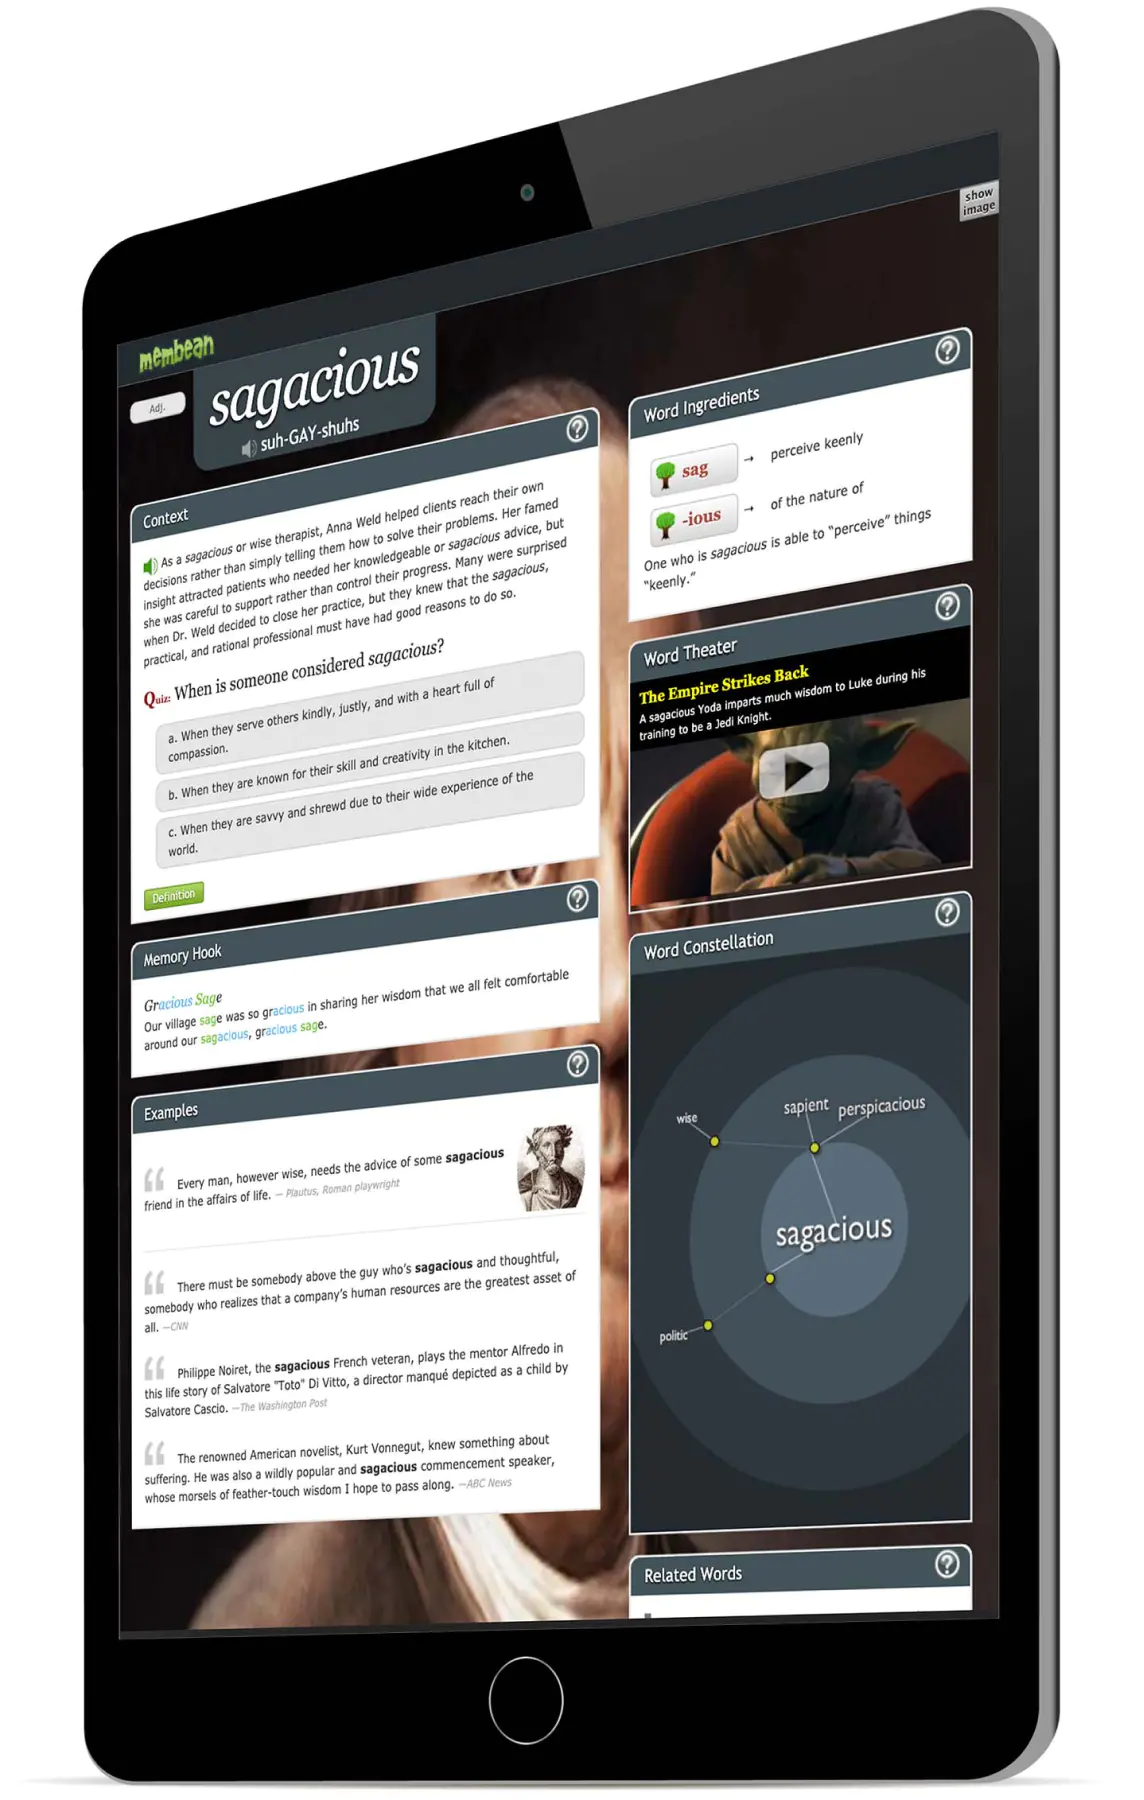 show
image
membean
Adj.
sagacious
suh-GAY-shuhs
Context
As a sagacious or wise therapist, Anna Weld helped clients reach their own
decisions rather than simply telling them how to solve their problems. Her famed
insight attracted patients who needed her knowledgeable or sagacious advice, but
she was careful to support rather than control their progress. Many were surprised
when Dr. Weld decided to close her practice, but they knew that the sagacious,
practical, and rational professional must have had good reasons to do so.
Quiz: When is someone considered sagacious?
a. When they serve others kindly, justly, and with a heart full of
compassion.
b. When they are known for their skill and creativity in the kitchen.
c. When they are savvy and shrewd due to their wide experience of the
world.
Definition
Memory Hook
Gracious Sage
Our village sage was so gracious in sharing her wisdom that we all felt comfortable
around our sagacious, gracious sage.
Examples
Every man, however wise, needs the advice of some sagacious
friend in the affairs of life. — Plautus, Roman playwright
There must be somebody above the guy who's sagacious and thoughtful,
somebody who realizes that a company's human resources are the greatest asset of
all. —CNN
Philippe Noiret, the sagacious French veteran, plays the mentor Alfredo in
this life story of Salvatore "Toto" Di Vitto, a director manqué depicted as a child by
Salvatore Cascio. —The Washington Post
The renowned American novelist, Kurt Vonnegut, knew something about
suffering. He was also a wildly popular and sagacious commencement speaker,
whose morsels of feather-touch wisdom I hope to pass along. —ABC News
Word Ingredients
?
sag → perceive keenly
-ious → of the nature of
One who is sagacious is able to “perceive” things
“keenly.”
Word Theater
?
The Empire Strikes Back
A sagacious Yoda imparts much wisdom to Luke during his
training to be a Jedi Knight.
Word Constellation
?
wise
sapient
perspicacious
sagacious
politic
Related Words
?